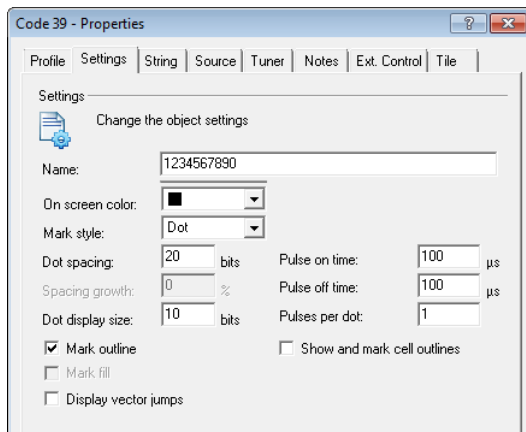 Code 39 - Properties
Profile Settings String Source Tuner Notes Ext. Control Tile
Settings
Change the object settings
Name: 1234567890
On screen color:
Mark style: Dot
Dot spacing: 20 bits Pulse on time: 100 µs
Spacing growth: 0 % Pulse off time: 100 µs
Dot display size: 10 bits Pulses per dot: 1
Mark outline Show and mark cell outlines
Mark fill
Display vector jumps